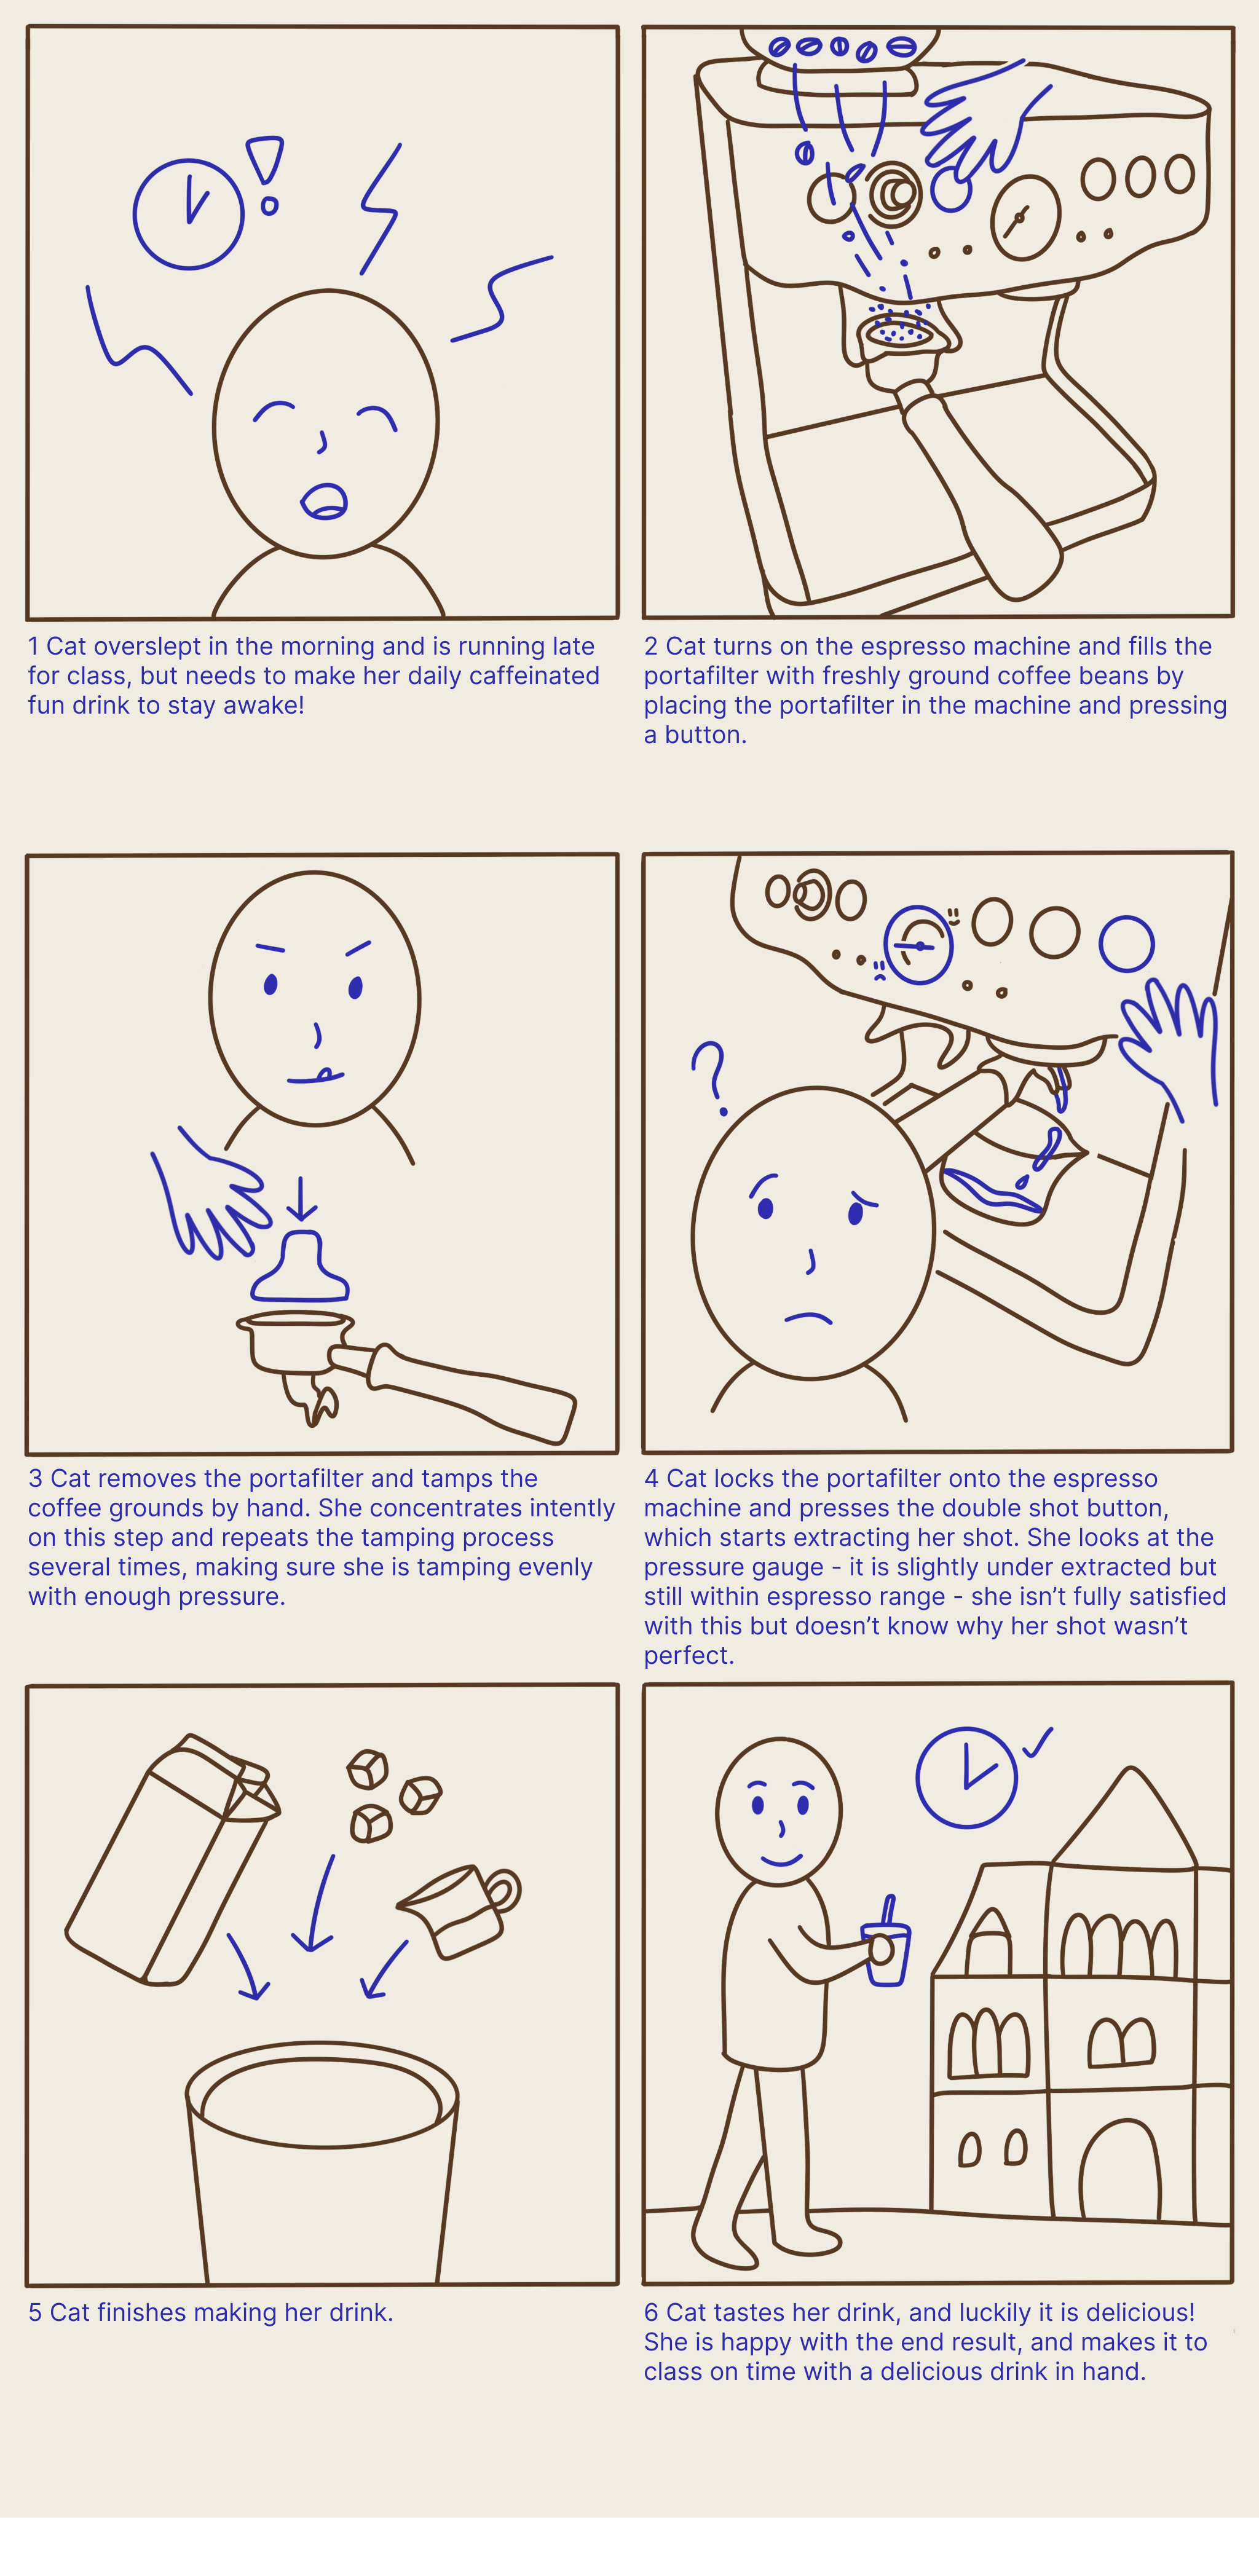 1 Cat overslept in the morning and is running late
for class, but needs to make her daily caffeinated
fun drink to stay awake!
2 Cat turns on the espresso machine and fills the
portafilter with freshly ground coffee beans by
placing the portafilter in the machine and pressing
a button.
3 Cat removes the portafilter and tamps the
coffee grounds by hand. She concentrates intently
on this step and repeats the tamping process
several times, making sure she is tamping evenly
with enough pressure.
4 Cat locks the portafilter onto the espresso
machine and presses the double shot button,
which starts extracting her shot. She looks at the
pressure gauge - it is slightly under extracted but
still within espresso range - she isn’t fully satisfied
with this but doesn’t know why her shot wasn’t
perfect.
5 Cat finishes making her drink.
6 Cat tastes her drink, and luckily it is delicious!
She is happy with the end result, and makes it to
class on time with a delicious drink in hand.